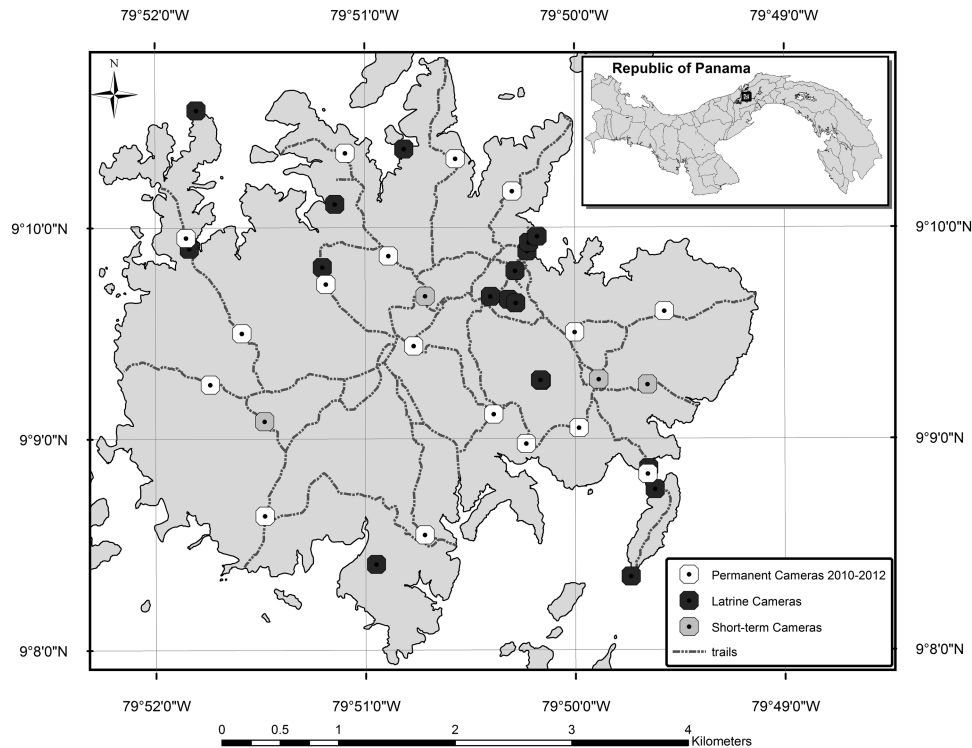 79°52'0"W 79°51'0"W 79°50'0"W 79°49'0"W
N
Republic of Panama
9°10'0"N 9°10'0"N
9°9'0"N 9°9'0"N
Permanent Cameras 2010-2012
Latrine Cameras
Short-term Cameras
trails
9°8'0"N 9°8'0"N
79°52'0"W 79°51'0"W 79°50'0"W 79°49'0"W
0 0.5 1 2 3 4
Kilometers